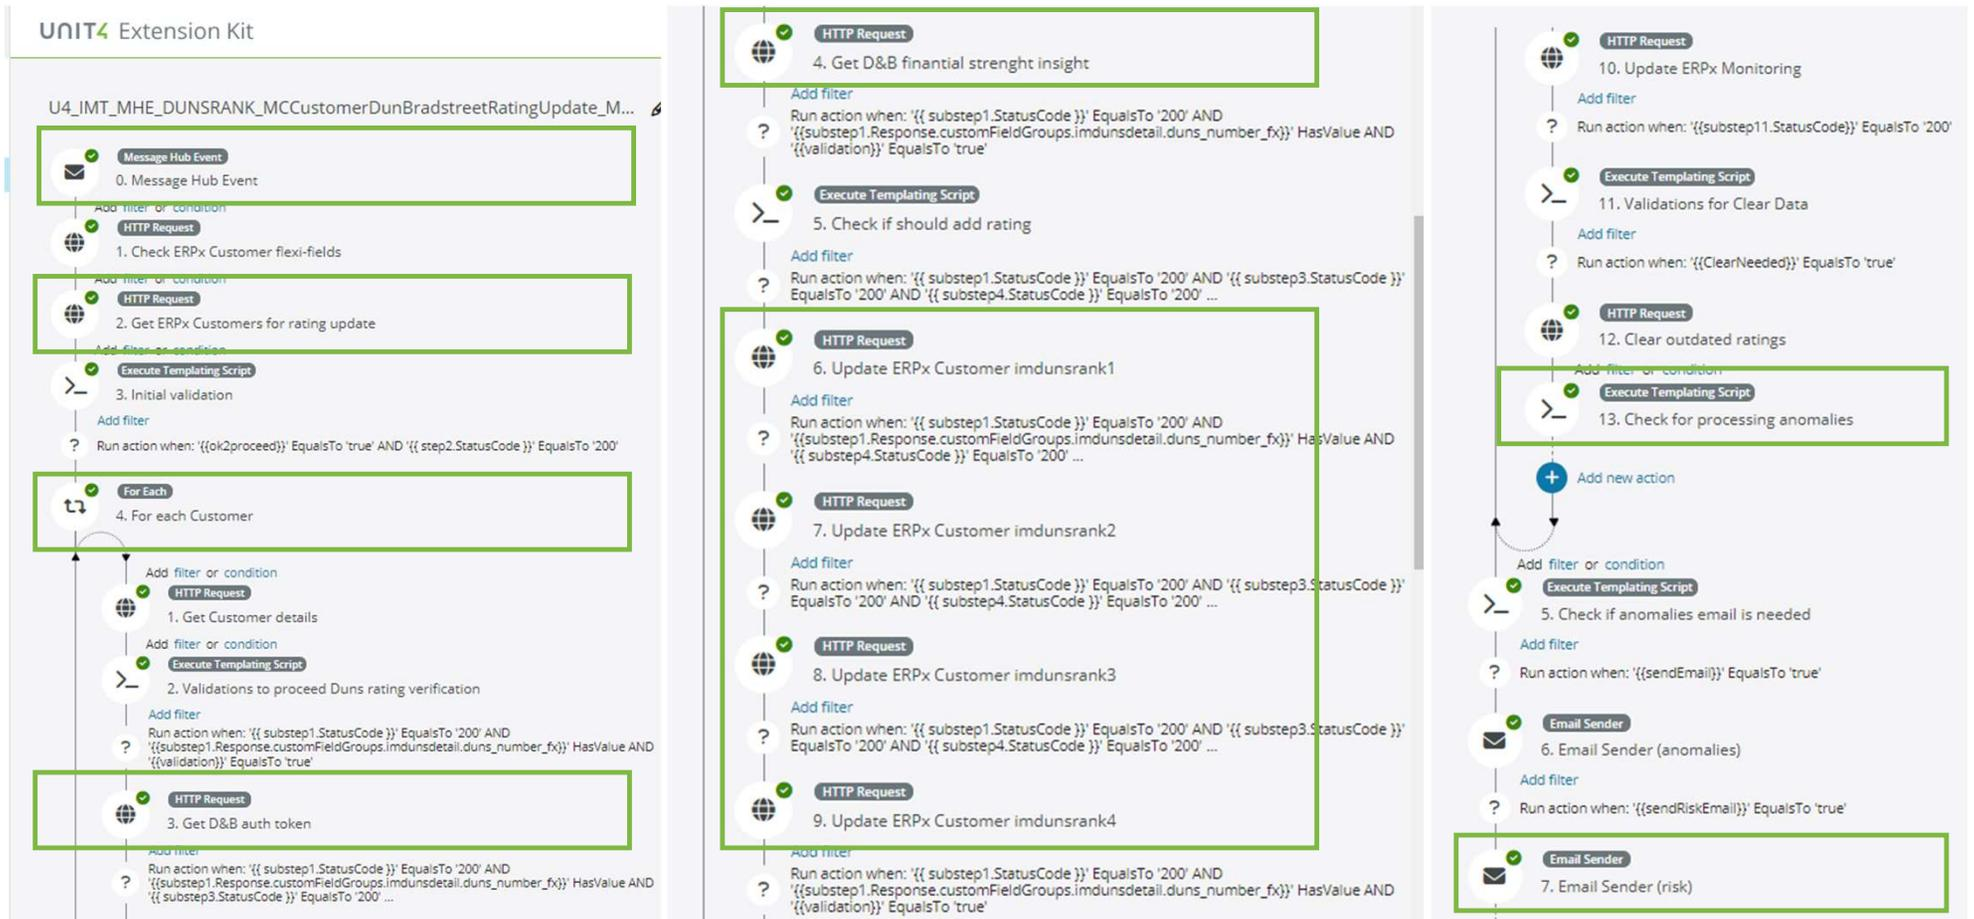 UNIT4 Extension Kit
U4_IMT_MHE_DUNSRANK_MCCustomerDunBradstreetRatingUpdate_M...
Message Hub Event
0. Message Hub Event
Add filter or condition
HTTP Request
1. Check ERPx Customer flexi-fields
Add filter or condition
HTTP Request
2. Get ERPx Customers for rating update
Add filter or condition
Execute Templating Script
3. Initial validation
Add filter
? Run action when: '{{ok2proceed}}' EqualsTo 'true' AND '{{ step2.StatusCode }}' EqualsTo '200'
For Each
4. For each Customer
Add filter or condition
HTTP Request
1. Get Customer details
Add filter or condition
Execute Templating Script
2. Validations to proceed Duns rating verification
Add filter
Run action when: '{{ substep1.StatusCode }}' EqualsTo '200' AND
? '{{substep1.Response.customFieldGroups.imdunsdetail.duns_number_fx}}' HasValue AND
'{{validation}}' EqualsTo 'true'
HTTP Request
3. Get D&B auth token
Add filter
Run action when: '{{ substep1.StatusCode }}' EqualsTo '200' AND
? '{{substep1.Response.customFieldGroups.imdunsdetail.duns_number_fx}}' HasValue AND
'{{ substep3.StatusCode }}' EqualsTo '200' ...
HTTP Request
4. Get D&B finantial strenght insight
Add filter
Run action when: '{{ substep1.StatusCode }}' EqualsTo '200' AND
? '{{substep1.Response.customFieldGroups.imdunsdetail.duns_number_fx}}' HasValue AND
'{{validation}}' EqualsTo 'true'
Execute Templating Script
5. Check if should add rating
Add filter
Run action when: '{{ substep1.StatusCode }}' EqualsTo '200' AND '{{ substep3.StatusCode }}'
? EqualsTo '200' AND '{{ substep4.StatusCode }}' EqualsTo '200' ...
HTTP Request
6. Update ERPx Customer imdunsrank1
Add filter
Run action when: '{{ substep1.StatusCode }}' EqualsTo '200' AND
? '{{substep1.Response.customFieldGroups.imdunsdetail.duns_number_fx}}' HasValue AND
'{{ substep4.StatusCode }}' EqualsTo '200' ...
HTTP Request
7. Update ERPx Customer imdunsrank2
Add filter
Run action when: '{{ substep1.StatusCode }}' EqualsTo '200' AND '{{ substep3.StatusCode }}'
? EqualsTo '200' AND '{{ substep4.StatusCode }}' EqualsTo '200' ...
HTTP Request
8. Update ERPx Customer imdunsrank3
Add filter
Run action when: '{{ substep1.StatusCode }}' EqualsTo '200' AND '{{ substep3.StatusCode }}'
? EqualsTo '200' AND '{{ substep4.StatusCode }}' EqualsTo '200' ...
HTTP Request
9. Update ERPx Customer imdunsrank4
Add filter
Run action when: '{{ substep1.StatusCode }}' EqualsTo '200' AND
? '{{substep1.Response.customFieldGroups.imdunsdetail.duns_number_fx}}' HasValue AND
'{{validation}}' EqualsTo 'true'
HTTP Request
10. Update ERPx Monitoring
Add filter
? Run action when: '{{substep11.StatusCode}}' EqualsTo '200'
Execute Templating Script
11. Validations for Clear Data
Add filter
? Run action when: '{{ClearNeeded}}' EqualsTo 'true'
HTTP Request
12. Clear outdated ratings
Add filter or condition
Execute Templating Script
13. Check for processing anomalies
Add new action
Add filter or condition
Execute Templating Script
5. Check if anomalies email is needed
Add filter
? Run action when: '{{sendEmail}}' EqualsTo 'true'
Email Sender
6. Email Sender (anomalies)
Add filter
? Run action when: '{{sendRiskEmail}}' EqualsTo 'true'
Email Sender
7. Email Sender (risk)